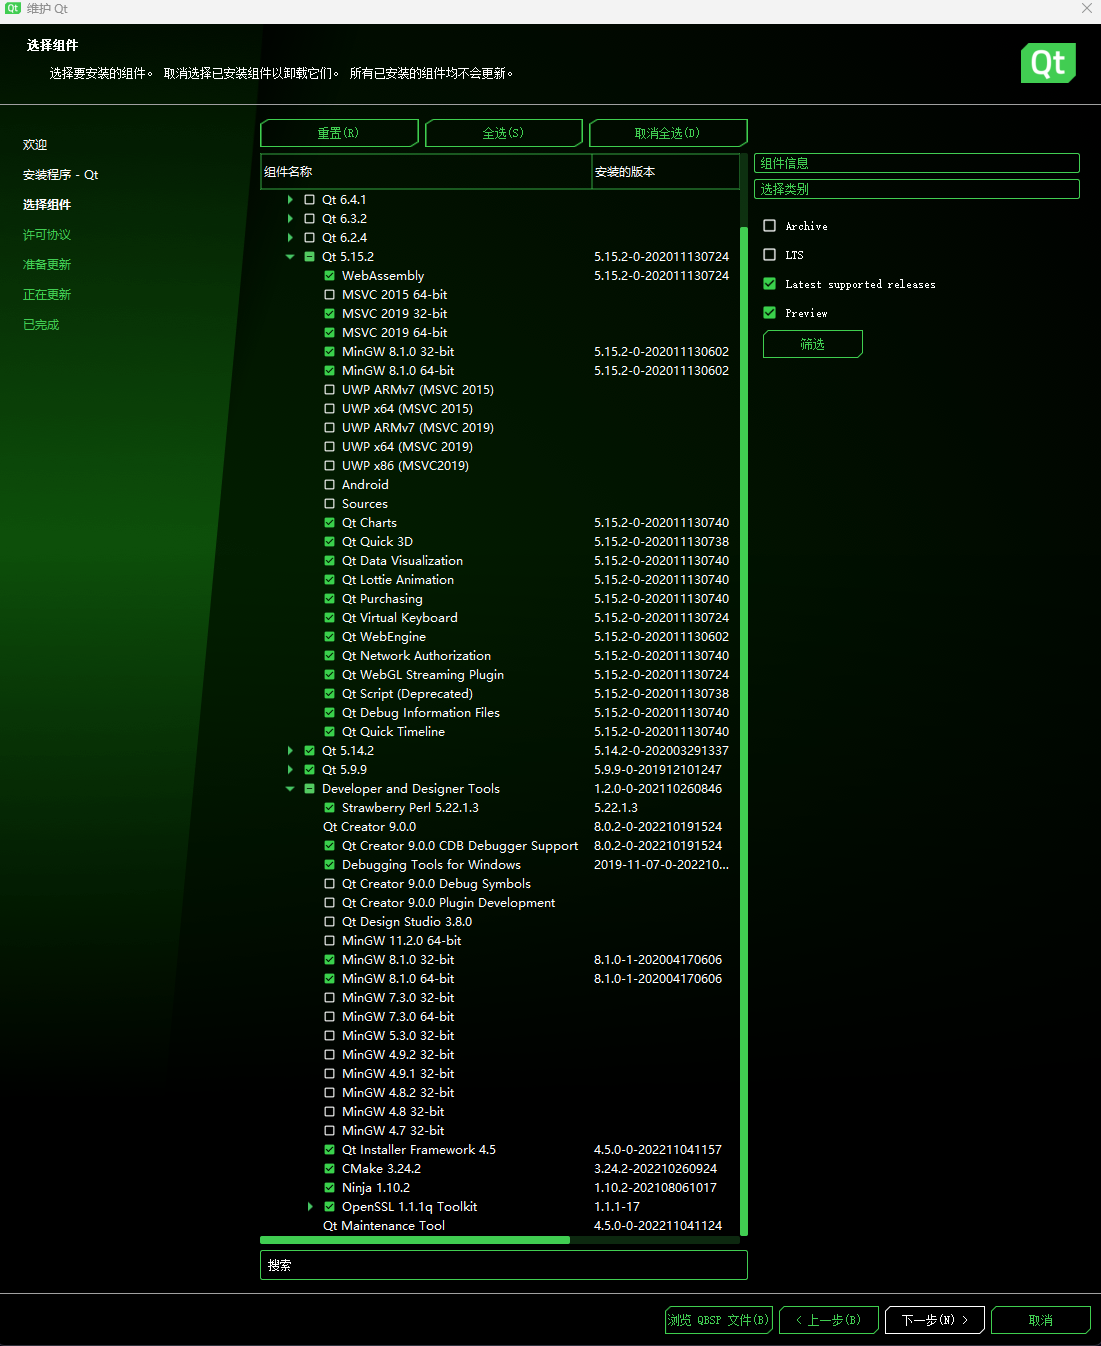 Qt 维护 Qt
选择组件
选择要安装的组件。 取消选择已安装组件以卸载它们。 所有已安装的组件均不会更新。
Qt
欢迎
安装程序 - Qt
选择组件
许可协议
准备更新
正在更新
已完成
重置(R) 全选(S) 取消全选(D)
组件名称 安装的版本
Qt 6.4.1
Qt 6.3.2
Qt 6.2.4
Qt 5.15.2 5.15.2-0-202011130724
WebAssembly 5.15.2-0-202011130724
MSVC 2015 64-bit
MSVC 2019 32-bit
MSVC 2019 64-bit
MinGW 8.1.0 32-bit 5.15.2-0-202011130602
MinGW 8.1.0 64-bit 5.15.2-0-202011130602
UWP ARMv7 (MSVC 2015)
UWP x64 (MSVC 2015)
UWP ARMv7 (MSVC 2019)
UWP x64 (MSVC 2019)
UWP x86 (MSVC2019)
Android
Sources
Qt Charts 5.15.2-0-202011130740
Qt Quick 3D 5.15.2-0-202011130738
Qt Data Visualization 5.15.2-0-202011130740
Qt Lottie Animation 5.15.2-0-202011130740
Qt Purchasing 5.15.2-0-202011130740
Qt Virtual Keyboard 5.15.2-0-202011130724
Qt WebEngine 5.15.2-0-202011130602
Qt Network Authorization 5.15.2-0-202011130740
Qt WebGL Streaming Plugin 5.15.2-0-202011130724
Qt Script (Deprecated) 5.15.2-0-202011130738
Qt Debug Information Files 5.15.2-0-202011130740
Qt Quick Timeline 5.15.2-0-202011130740
Qt 5.14.2 5.14.2-0-202003291337
Qt 5.9.9 5.9.9-0-201912101247
Developer and Designer Tools 1.2.0-0-202110260846
Strawberry Perl 5.22.1.3 5.22.1.3
Qt Creator 9.0.0 8.0.2-0-202210191524
Qt Creator 9.0.0 CDB Debugger Support 8.0.2-0-202210191524
Debugging Tools for Windows 2019-11-07-0-202210...
Qt Creator 9.0.0 Debug Symbols
Qt Creator 9.0.0 Plugin Development
Qt Design Studio 3.8.0
MinGW 11.2.0 64-bit
MinGW 8.1.0 32-bit 8.1.0-1-202004170606
MinGW 8.1.0 64-bit 8.1.0-1-202004170606
MinGW 7.3.0 32-bit
MinGW 7.3.0 64-bit
MinGW 5.3.0 32-bit
MinGW 4.9.2 32-bit
MinGW 4.9.1 32-bit
MinGW 4.8.2 32-bit
MinGW 4.8 32-bit
MinGW 4.7 32-bit
Qt Installer Framework 4.5 4.5.0-0-202211041157
CMake 3.24.2 3.24.2-202210260924
Ninja 1.10.2 1.10.2-202108061017
OpenSSL 1.1.1q Toolkit 1.1.1-17
Qt Maintenance Tool 4.5.0-0-202211041124
搜索
组件信息
选择类别
Archive
LTS
Latest supported releases
Preview
筛选
浏览 QBSP 文件(B) < 上一步(B) 下一步(N) > 取消